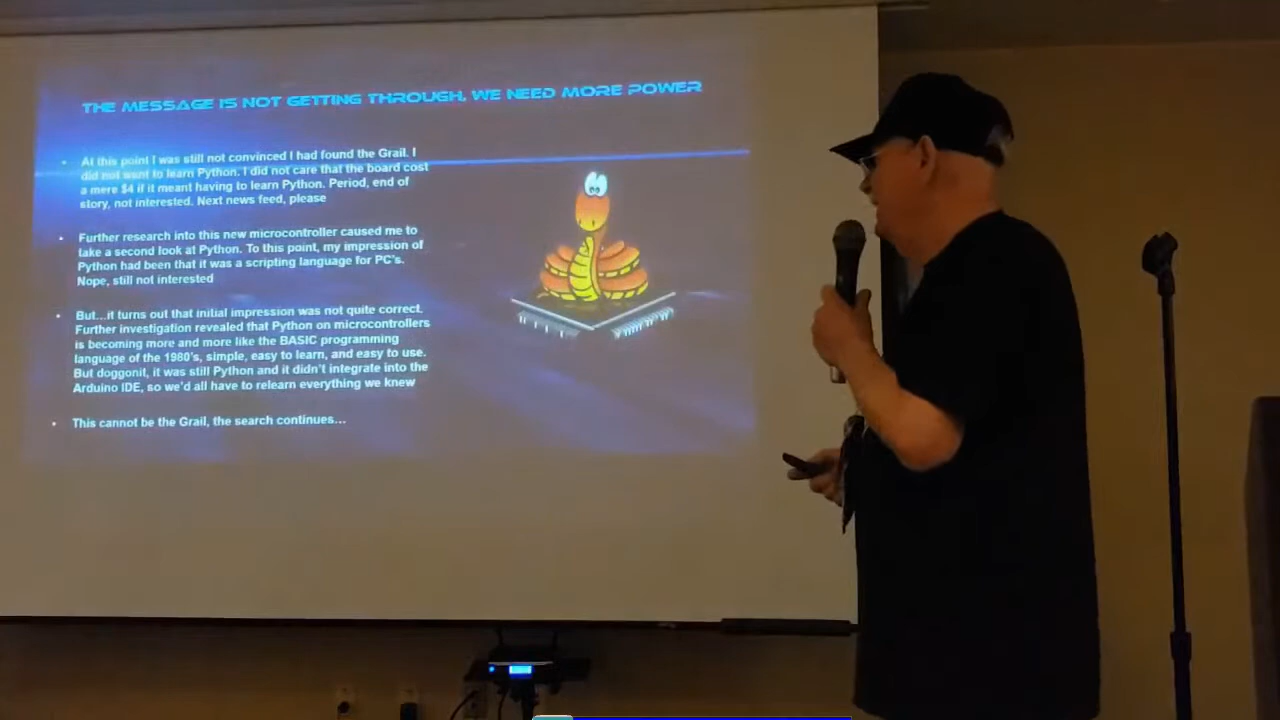 THE MESSAGE IS NOT GETTING THROUGH, WE NEED MORE POWER
• At this point I was still not convinced I had found the Grail. I
did not want to learn Python. I did not care that the board cost
a mere $4 if it meant having to learn Python. Period, end of
story, not interested. Next news feed, please
• Further research into this new microcontroller caused me to
take a second look at Python. To this point, my impression of
Python had been that it was a scripting language for PC's.
Nope, still not interested
• But…it turns out that initial impression was not quite correct.
Further investigation revealed that Python on microcontrollers
is becoming more and more like the BASIC programming
language of the 1980's, simple, easy to learn, and easy to use.
But doggonit, it was still Python and it didn't integrate into the
Arduino IDE, so we'd all have to relearn everything we knew
• This cannot be the Grail, the search continues…